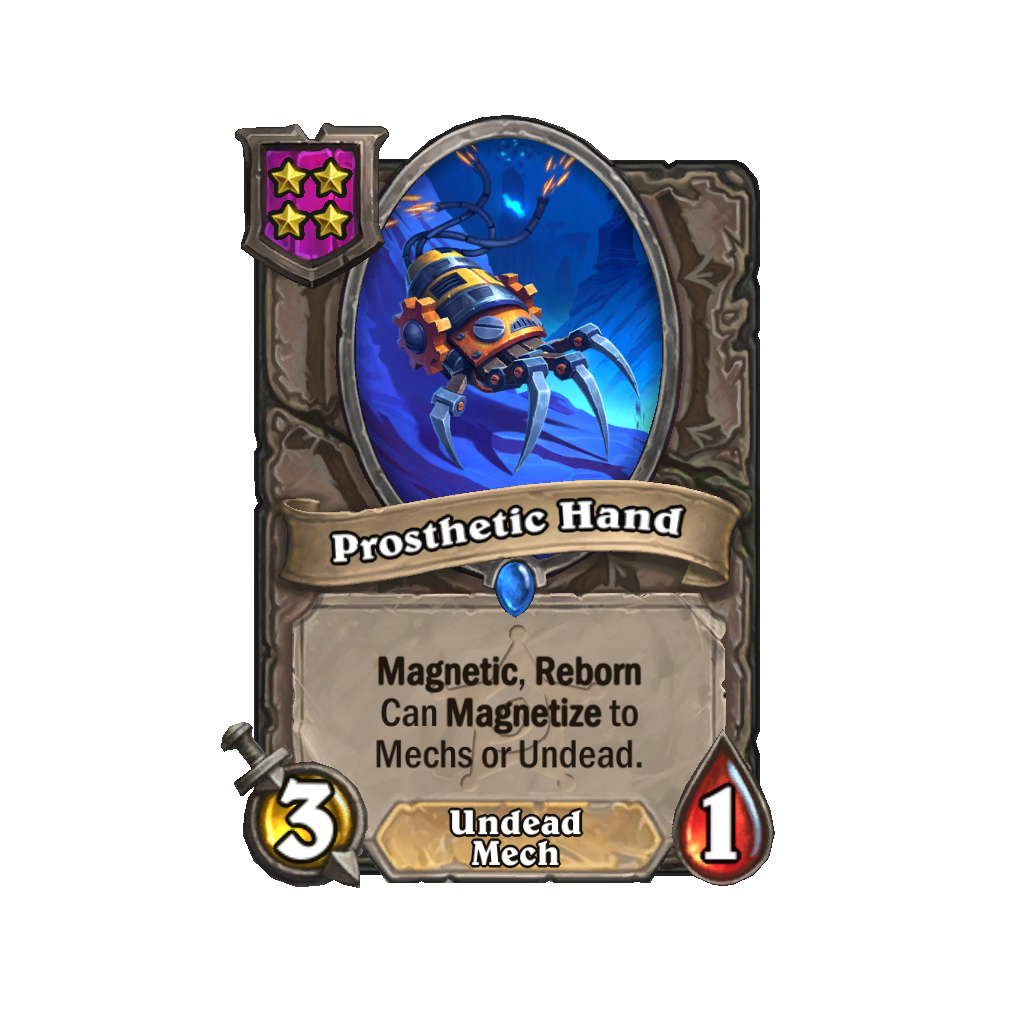 Prosthetic Hand
Magnetic, Reborn
Can Magnetize to
Mechs or Undead.
3
Undead
Mech
1